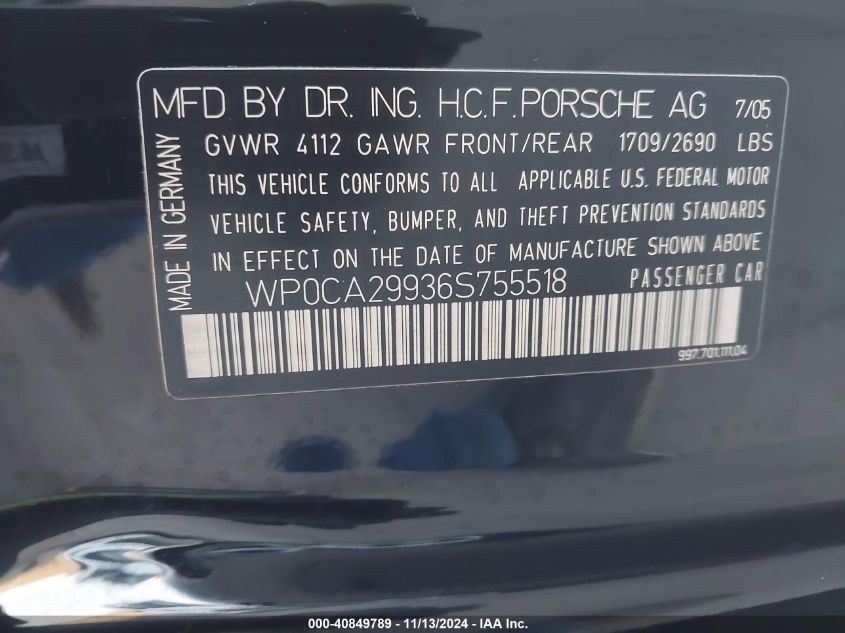 MFD BY DR. ING. H.C.F.PORSCHE AG 7/05
GVWR 4112 GAWR FRONT/REAR 1709/2690 LBS
THIS VEHICLE CONFORMS TO ALL APPLICABLE U.S. FEDERAL MOTOR
VEHICLE SAFETY, BUMPER, AND THEFT PREVENTION STANDARDS
IN EFFECT ON THE DATE OF MANUFACTURE SHOWN ABOVE
WP0CA29936S755518 PASSENGER CAR
MADE IN GERMANY
997.701.111.04
000-40849789 - 11/13/2024 - IAA Inc.